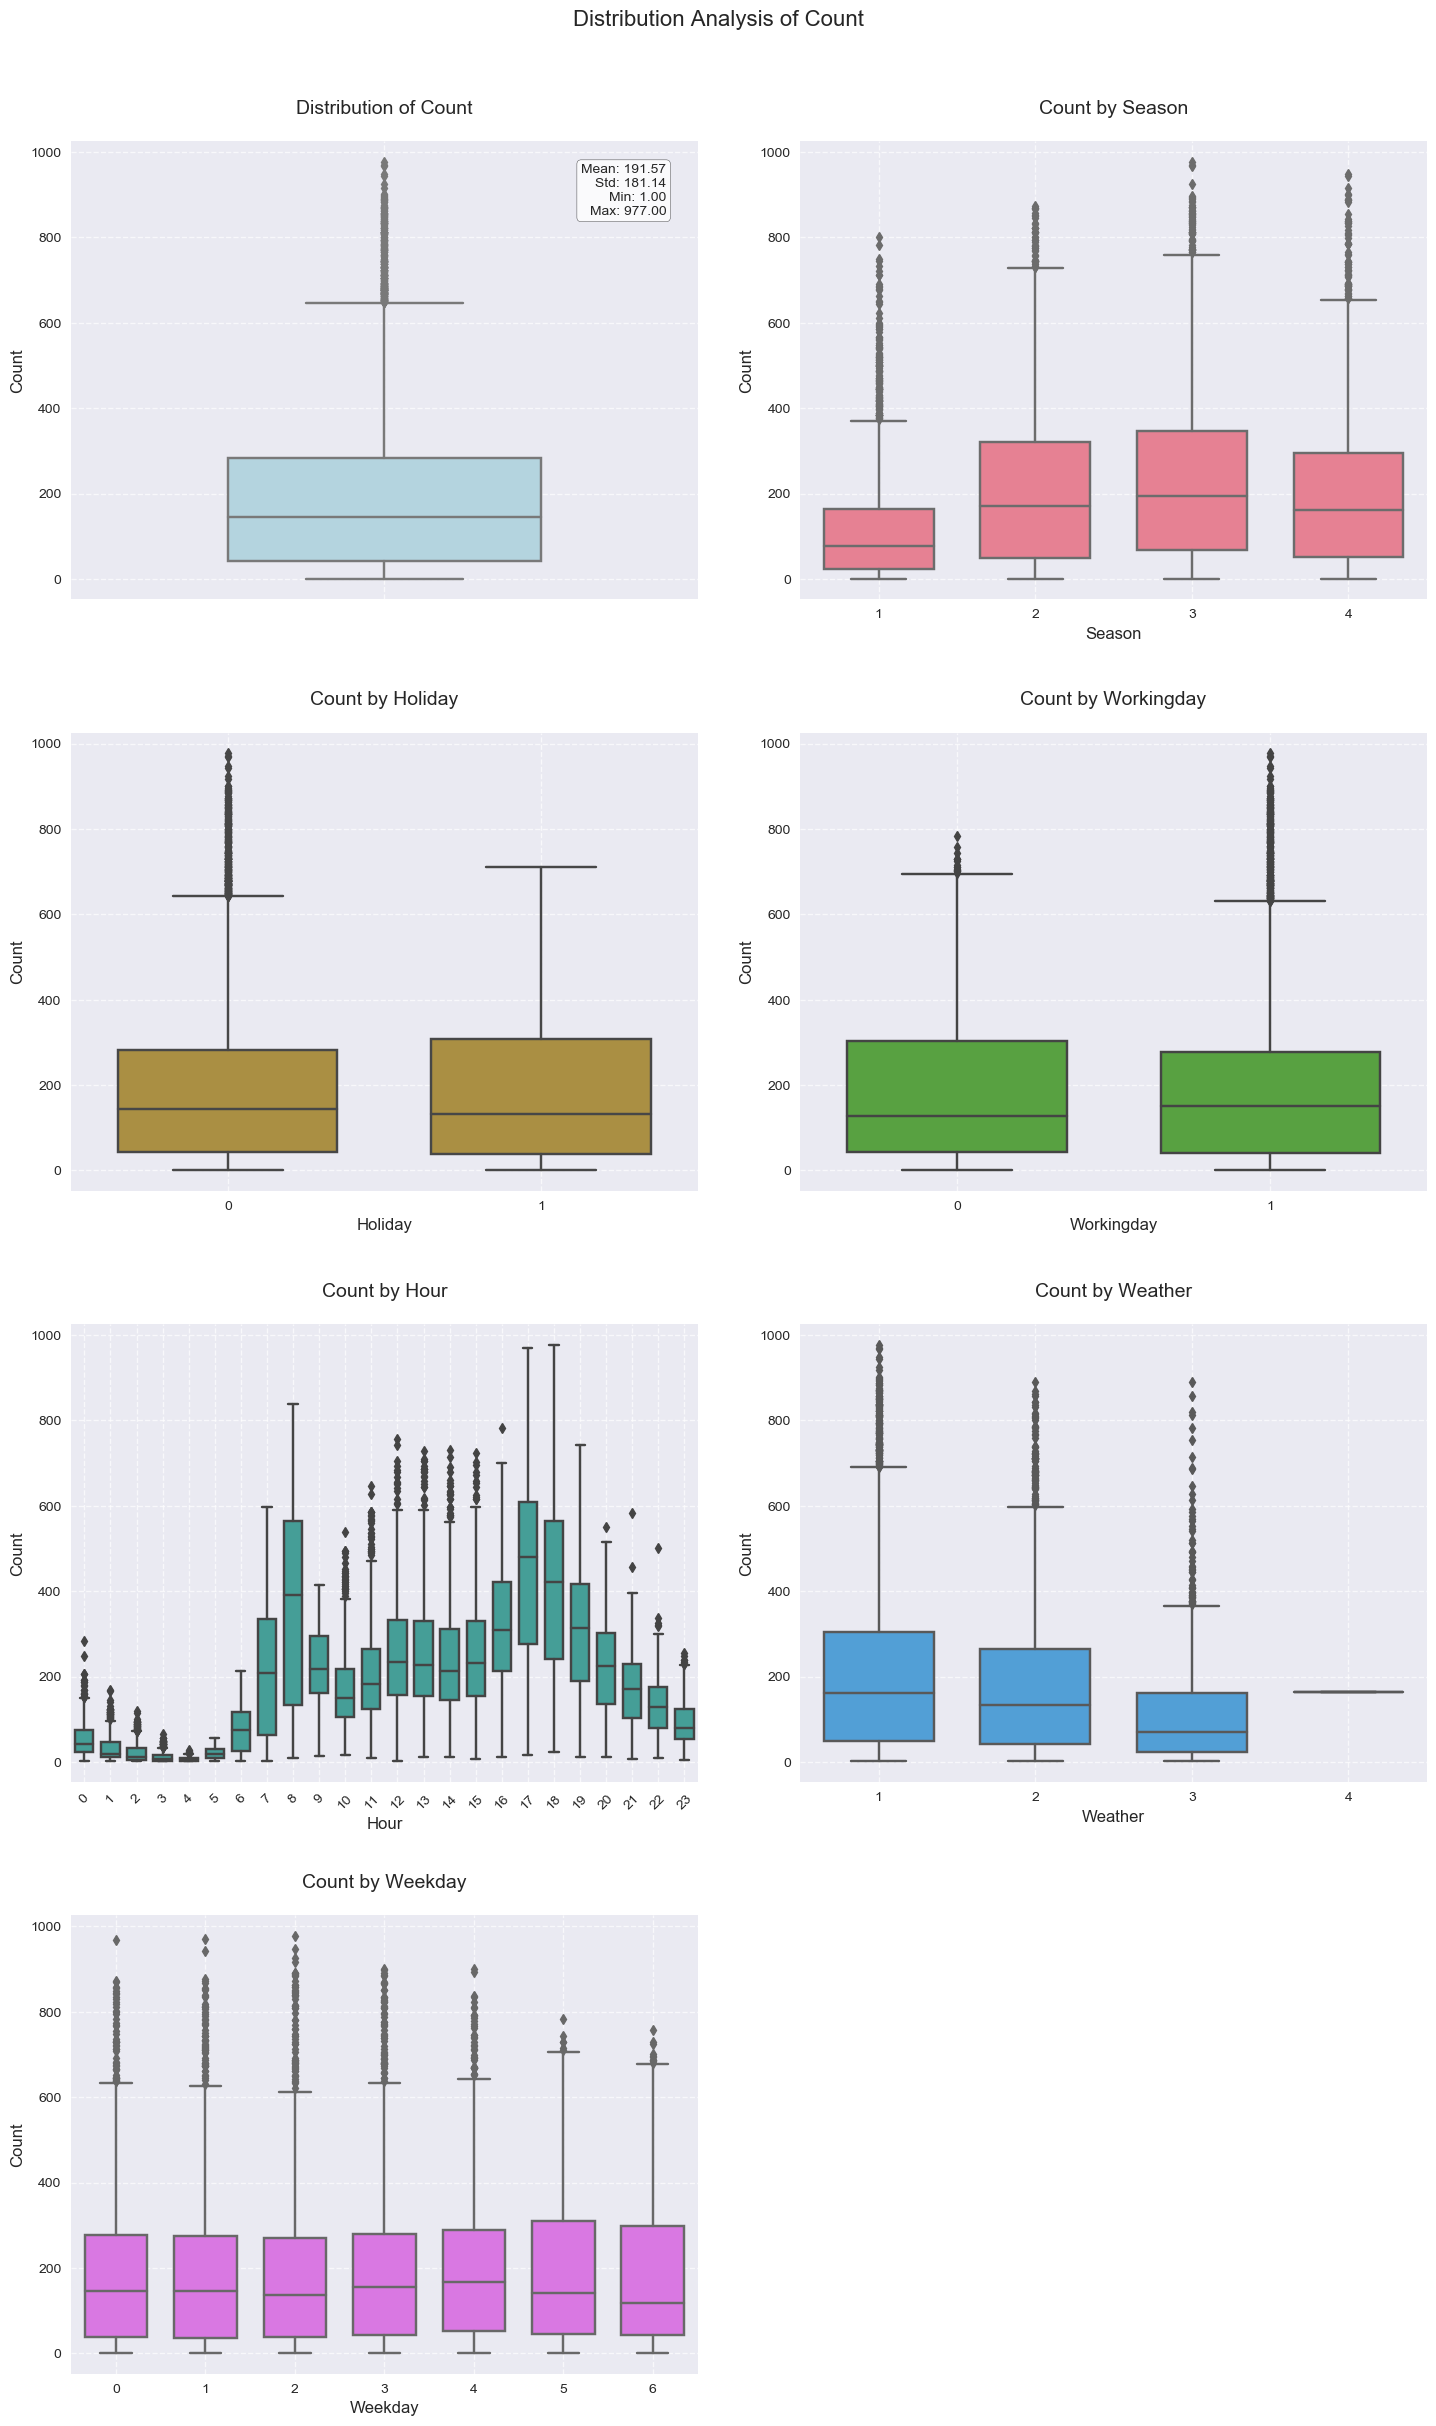 Distribution Analysis of Count
Distribution of Count
1000
800
600
400
200
0
Count
Mean: 191.57
Std: 181.14
Min: 1.00
Max: 977.00
Count by Season
1000
800
600
400
200
0
Count
1 2 3 4
Season
Count by Holiday
1000
800
600
400
200
0
Count
0 1
Holiday
Count by Workingday
1000
800
600
400
200
0
Count
0 1
Workingday
Count by Hour
1000
800
600
400
200
0
Count
0 1 2 3 4 5 6 7 8 9 10 11 12 13 14 15 16 17 18 19 20 21 22 23
Hour
Count by Weather
1000
800
600
400
200
0
Count
1 2 3 4
Weather
Count by Weekday
1000
800
600
400
200
0
Count
0 1 2 3 4 5 6
Weekday